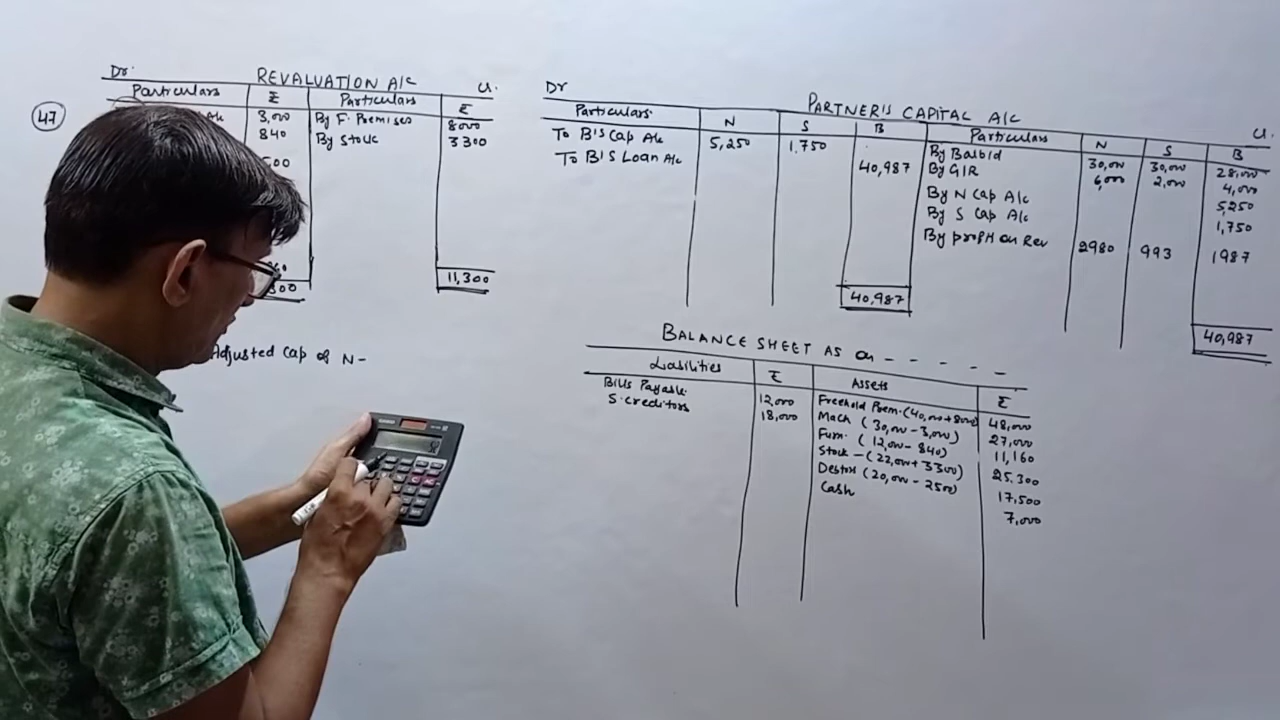 47
Dr. REVALUATION A/c Cr.
Particulars ₹ Particulars ₹
A/c 3,000 By F. Premises 8000
840 By Stock 3300
500
300 11,300
Adjusted Cap of N -
Dr PARTNER'S CAPITAL A/c Cr.
Particulars N S B Particulars N S B
To B's Cap A/c 5,250 1,750 By Bal b/d 30,000 30,000 28,000
To B's Loan A/c 40,987 By G/R 6,000 2,000 4,000
By N Cap A/c 5,250
By S Cap A/c 1,750
By profit on Rev 2980 993 1987
40,987 40,987
BALANCE SHEET AS on - - - - -
Liabilities ₹ Assets ₹
Bills Payable 12,000 Freehold Prem. (40,000+8000) 48,000
S. creditors 18,000 Mach (30,000 - 3,000) 27,000
Furn. (12,000 - 840) 11,160
Stock - (22,000 + 3300) 25,300
Debtors (20,000 - 2500) 17,500
Cash 7,000